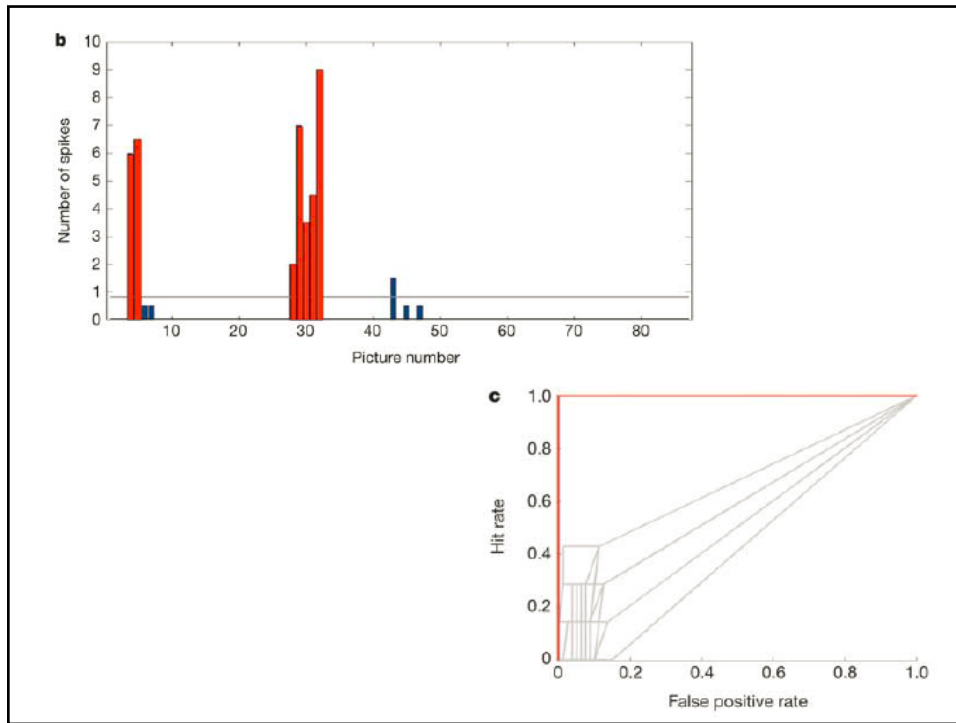 b
10
9
8
7
6
5
4
3
2
1
0
Number of spikes
10 20 30 40 50 60 70 80
Picture number
c
1.0
0.8
0.6
0.4
0.2
0
Hit rate
0 0.2 0.4 0.6 0.8 1.0
False positive rate